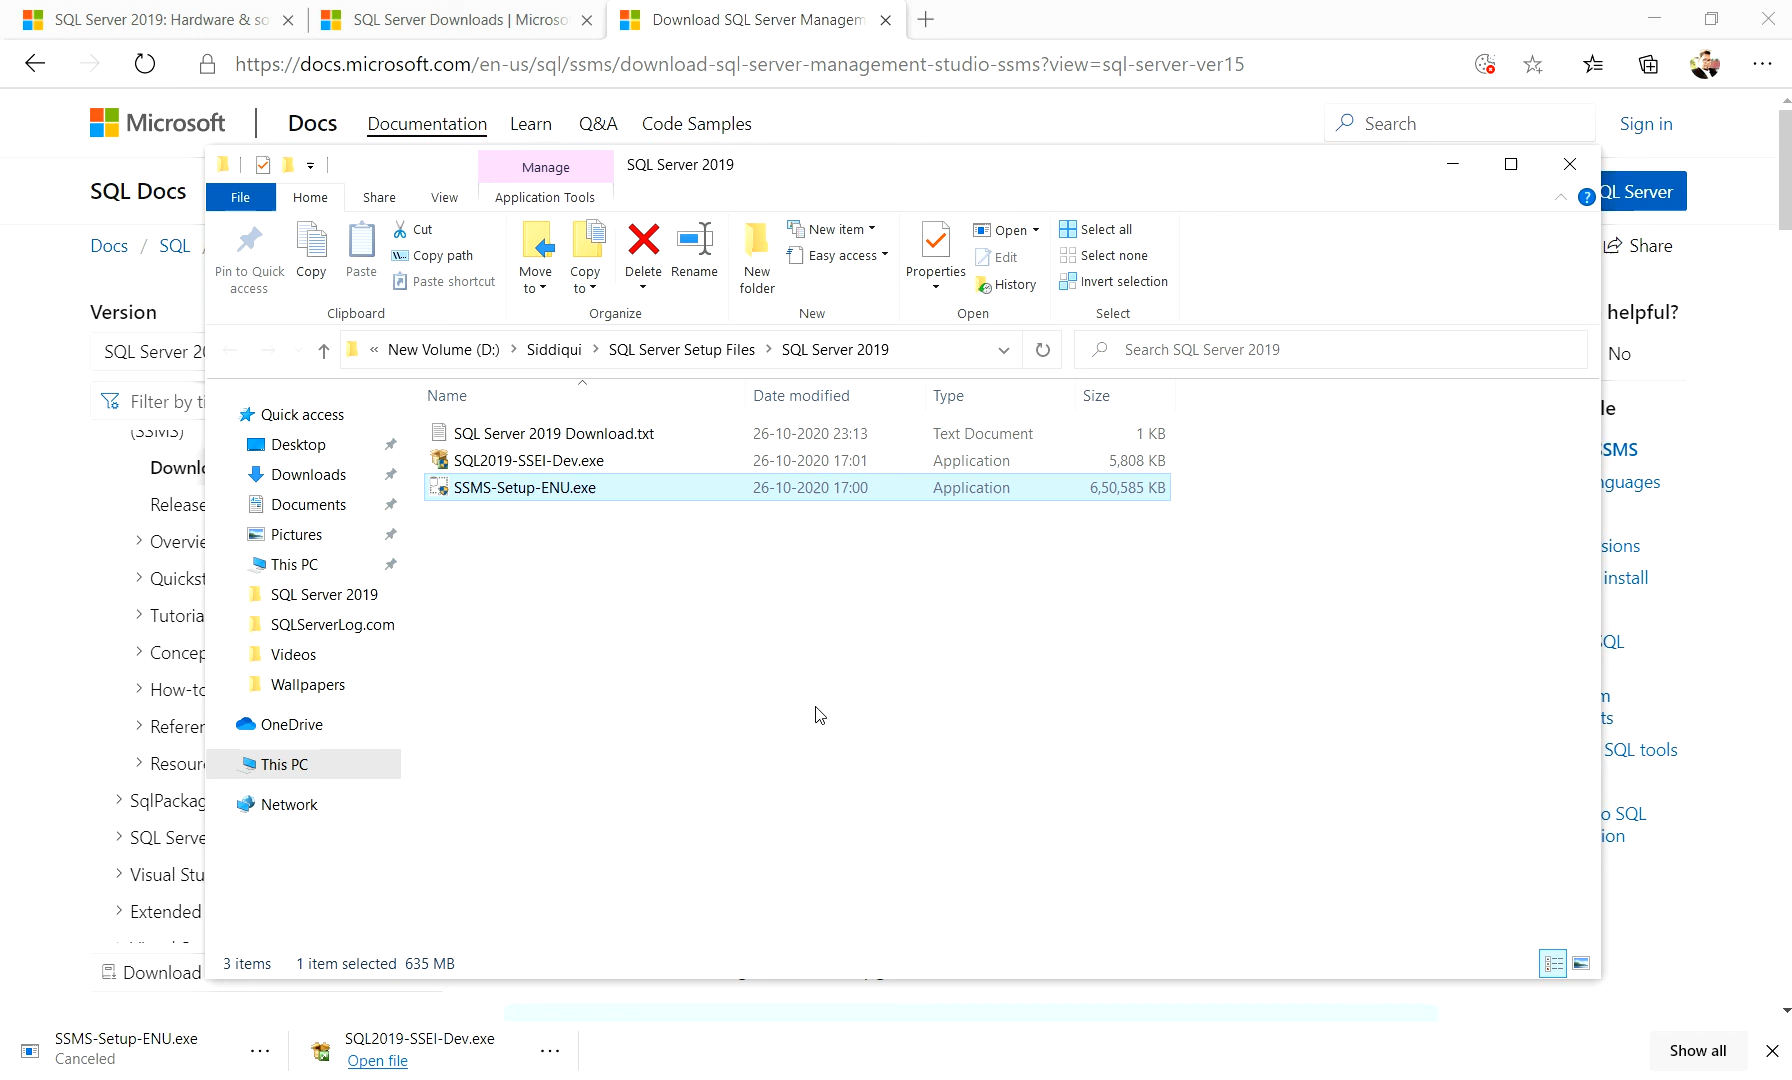 SQL Server 2019: Hardware & so
SQL Server Downloads | Microso
Download SQL Server Managem
https://docs.microsoft.com/en-us/sql/ssms/download-sql-server-management-studio-ssms?view=sql-server-ver15
Microsoft
Docs
Documentation
Learn
Q&A
Code Samples
Search
Sign in
SQL Docs
QL Server
Docs / SQL /
Share
Version
SQL Server 20
Filter by ti
(SSMS)
Downl
Release
Overvie
Quickst
Tutoria
Concep
How-to
Referen
Resour
SqlPackag
SQL Serve
Visual Stu
Extended
Download
Manage
SQL Server 2019
File
Home
Share
View
Application Tools
Pin to Quick
access
Copy
Paste
Cut
Copy path
Paste shortcut
Clipboard
Move
to
Copy
to
Delete
Rename
Organize
New
folder
New item
Easy access
New
Properties
Open
Edit
History
Open
Select all
Select none
Invert selection
Select
« New Volume (D:) > Siddiqui > SQL Server Setup Files > SQL Server 2019
Search SQL Server 2019
Quick access
Desktop
Downloads
Documents
Pictures
This PC
SQL Server 2019
SQLServerLog.com
Videos
Wallpapers
OneDrive
This PC
Network
Name Date modified Type Size
SQL Server 2019 Download.txt 26-10-2020 23:13 Text Document 1 KB
SQL2019-SSEI-Dev.exe 26-10-2020 17:01 Application 5,808 KB
SSMS-Setup-ENU.exe 26-10-2020 17:00 Application 6,50,585 KB
3 items 1 item selected 635 MB
helpful?
No
le
SSMS
nguages
sions
install
SQL
m
ts
SQL tools
o SQL
ion
SSMS-Setup-ENU.exe
Canceled
SQL2019-SSEI-Dev.exe
Open file
Show all